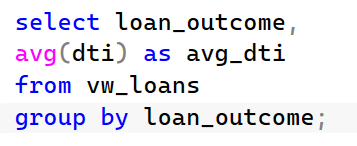 select loan_outcome,
avg(dti) as avg_dti
from vw_loans
group by loan_outcome;